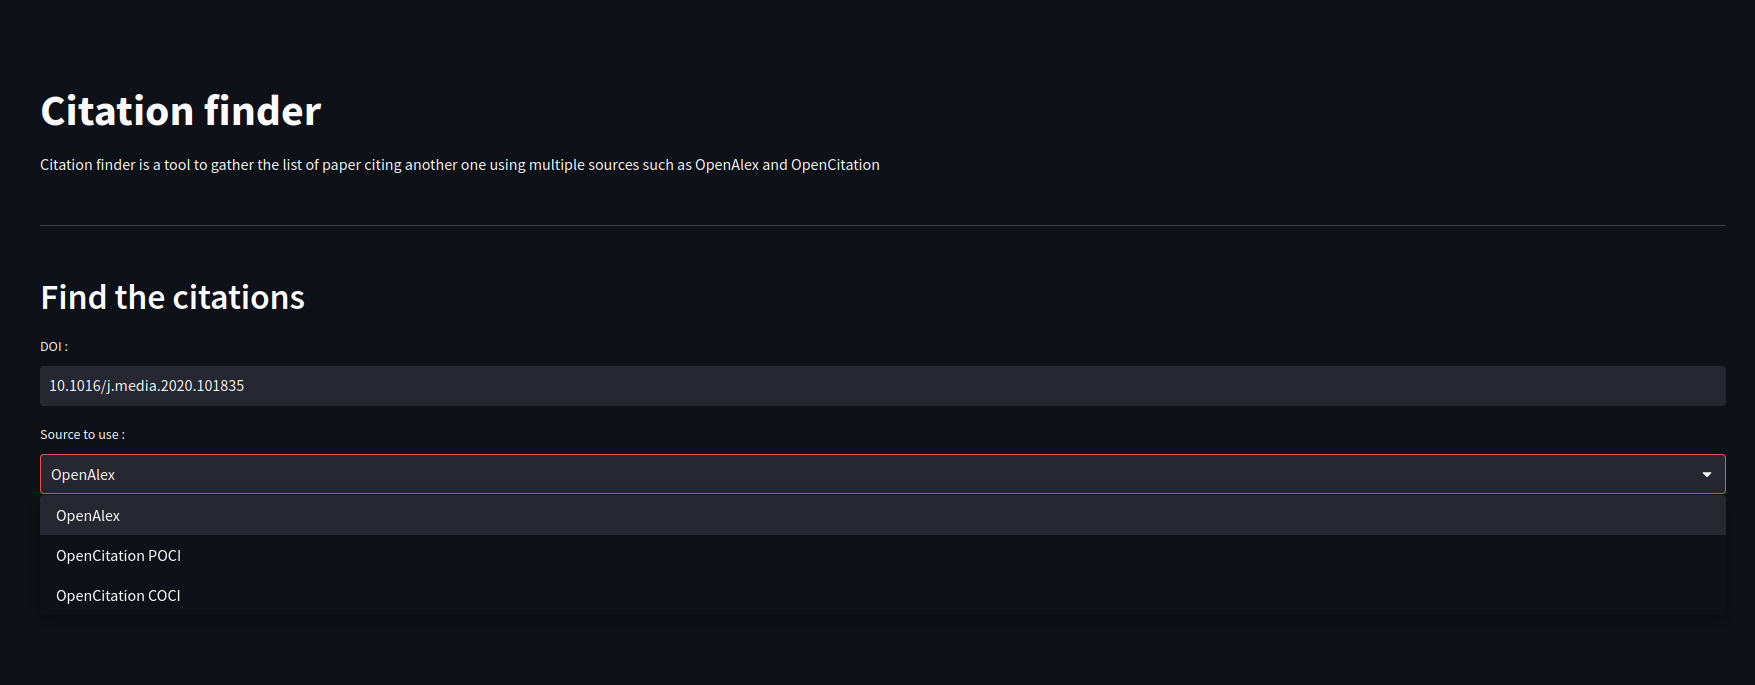 Citation finder
Citation finder is a tool to gather the list of paper citing another one using multiple sources such as OpenAlex and OpenCitation
Find the citations
DOI :
10.1016/j.media.2020.101835
Source to use :
OpenAlex
OpenAlex
OpenCitation POCI
OpenCitation COCI